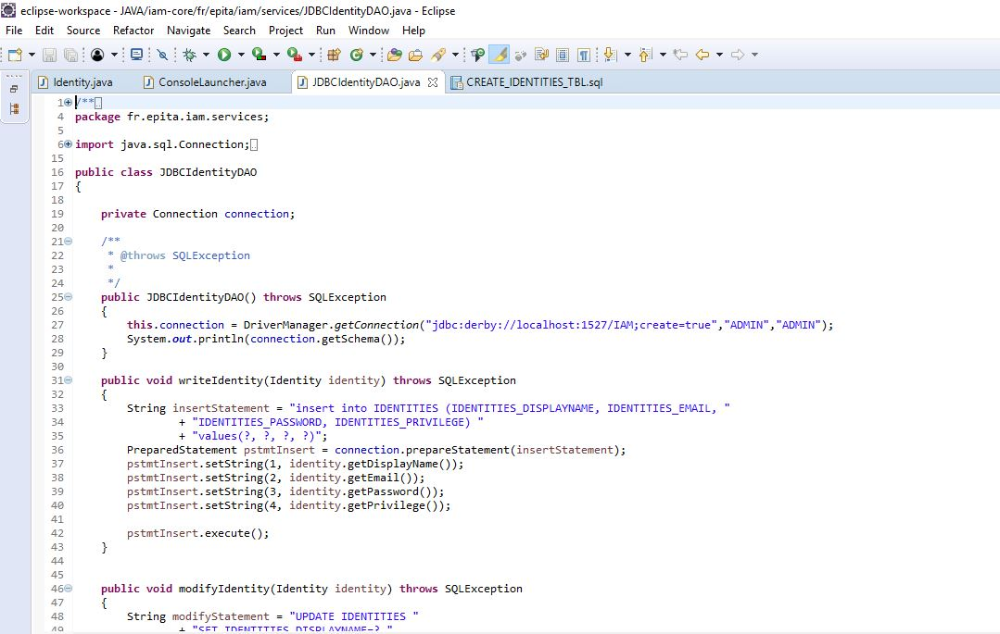 eclipse-workspace - JAVA/iam-core/fr/epita/iam/services/JDBCIdentityDAO.java - Eclipse
File Edit Source Refactor Navigate Search Project Run Window Help
Identity.java ConsoleLauncher.java JDBCIdentityDAO.java CREATE_IDENTITIES_TBL.sql
1 /**
4 package fr.epita.iam.services;
5
6 import java.sql.Connection;
15
16 public class JDBCIdentityDAO
17 {
18
19     private Connection connection;
20
21     /**
22      * @throws SQLException
23      *
24      */
25     public JDBCIdentityDAO() throws SQLException
26     {
27         this.connection = DriverManager.getConnection("jdbc:derby://localhost:1527/IAM;create=true","ADMIN","ADMIN");
28         System.out.println(connection.getSchema());
29     }
30
31     public void writeIdentity(Identity identity) throws SQLException
32     {
33         String insertStatement = "insert into IDENTITIES (IDENTITIES_DISPLAYNAME, IDENTITIES_EMAIL, "
34                 + "IDENTITIES_PASSWORD, IDENTITIES_PRIVILEGE) "
35                 + "values(?, ?, ?, ?)";
36         PreparedStatement pstmtInsert = connection.prepareStatement(insertStatement);
37         pstmtInsert.setString(1, identity.getDisplayName());
38         pstmtInsert.setString(2, identity.getEmail());
39         pstmtInsert.setString(3, identity.getPassword());
40         pstmtInsert.setString(4, identity.getPrivilege());
41
42         pstmtInsert.execute();
43     }
44
45
46     public void modifyIdentity(Identity identity) throws SQLException
47     {
48         String modifyStatement = "UPDATE IDENTITIES "
49                 + "SET IDENTITIES_DISPLAYNAME=? "